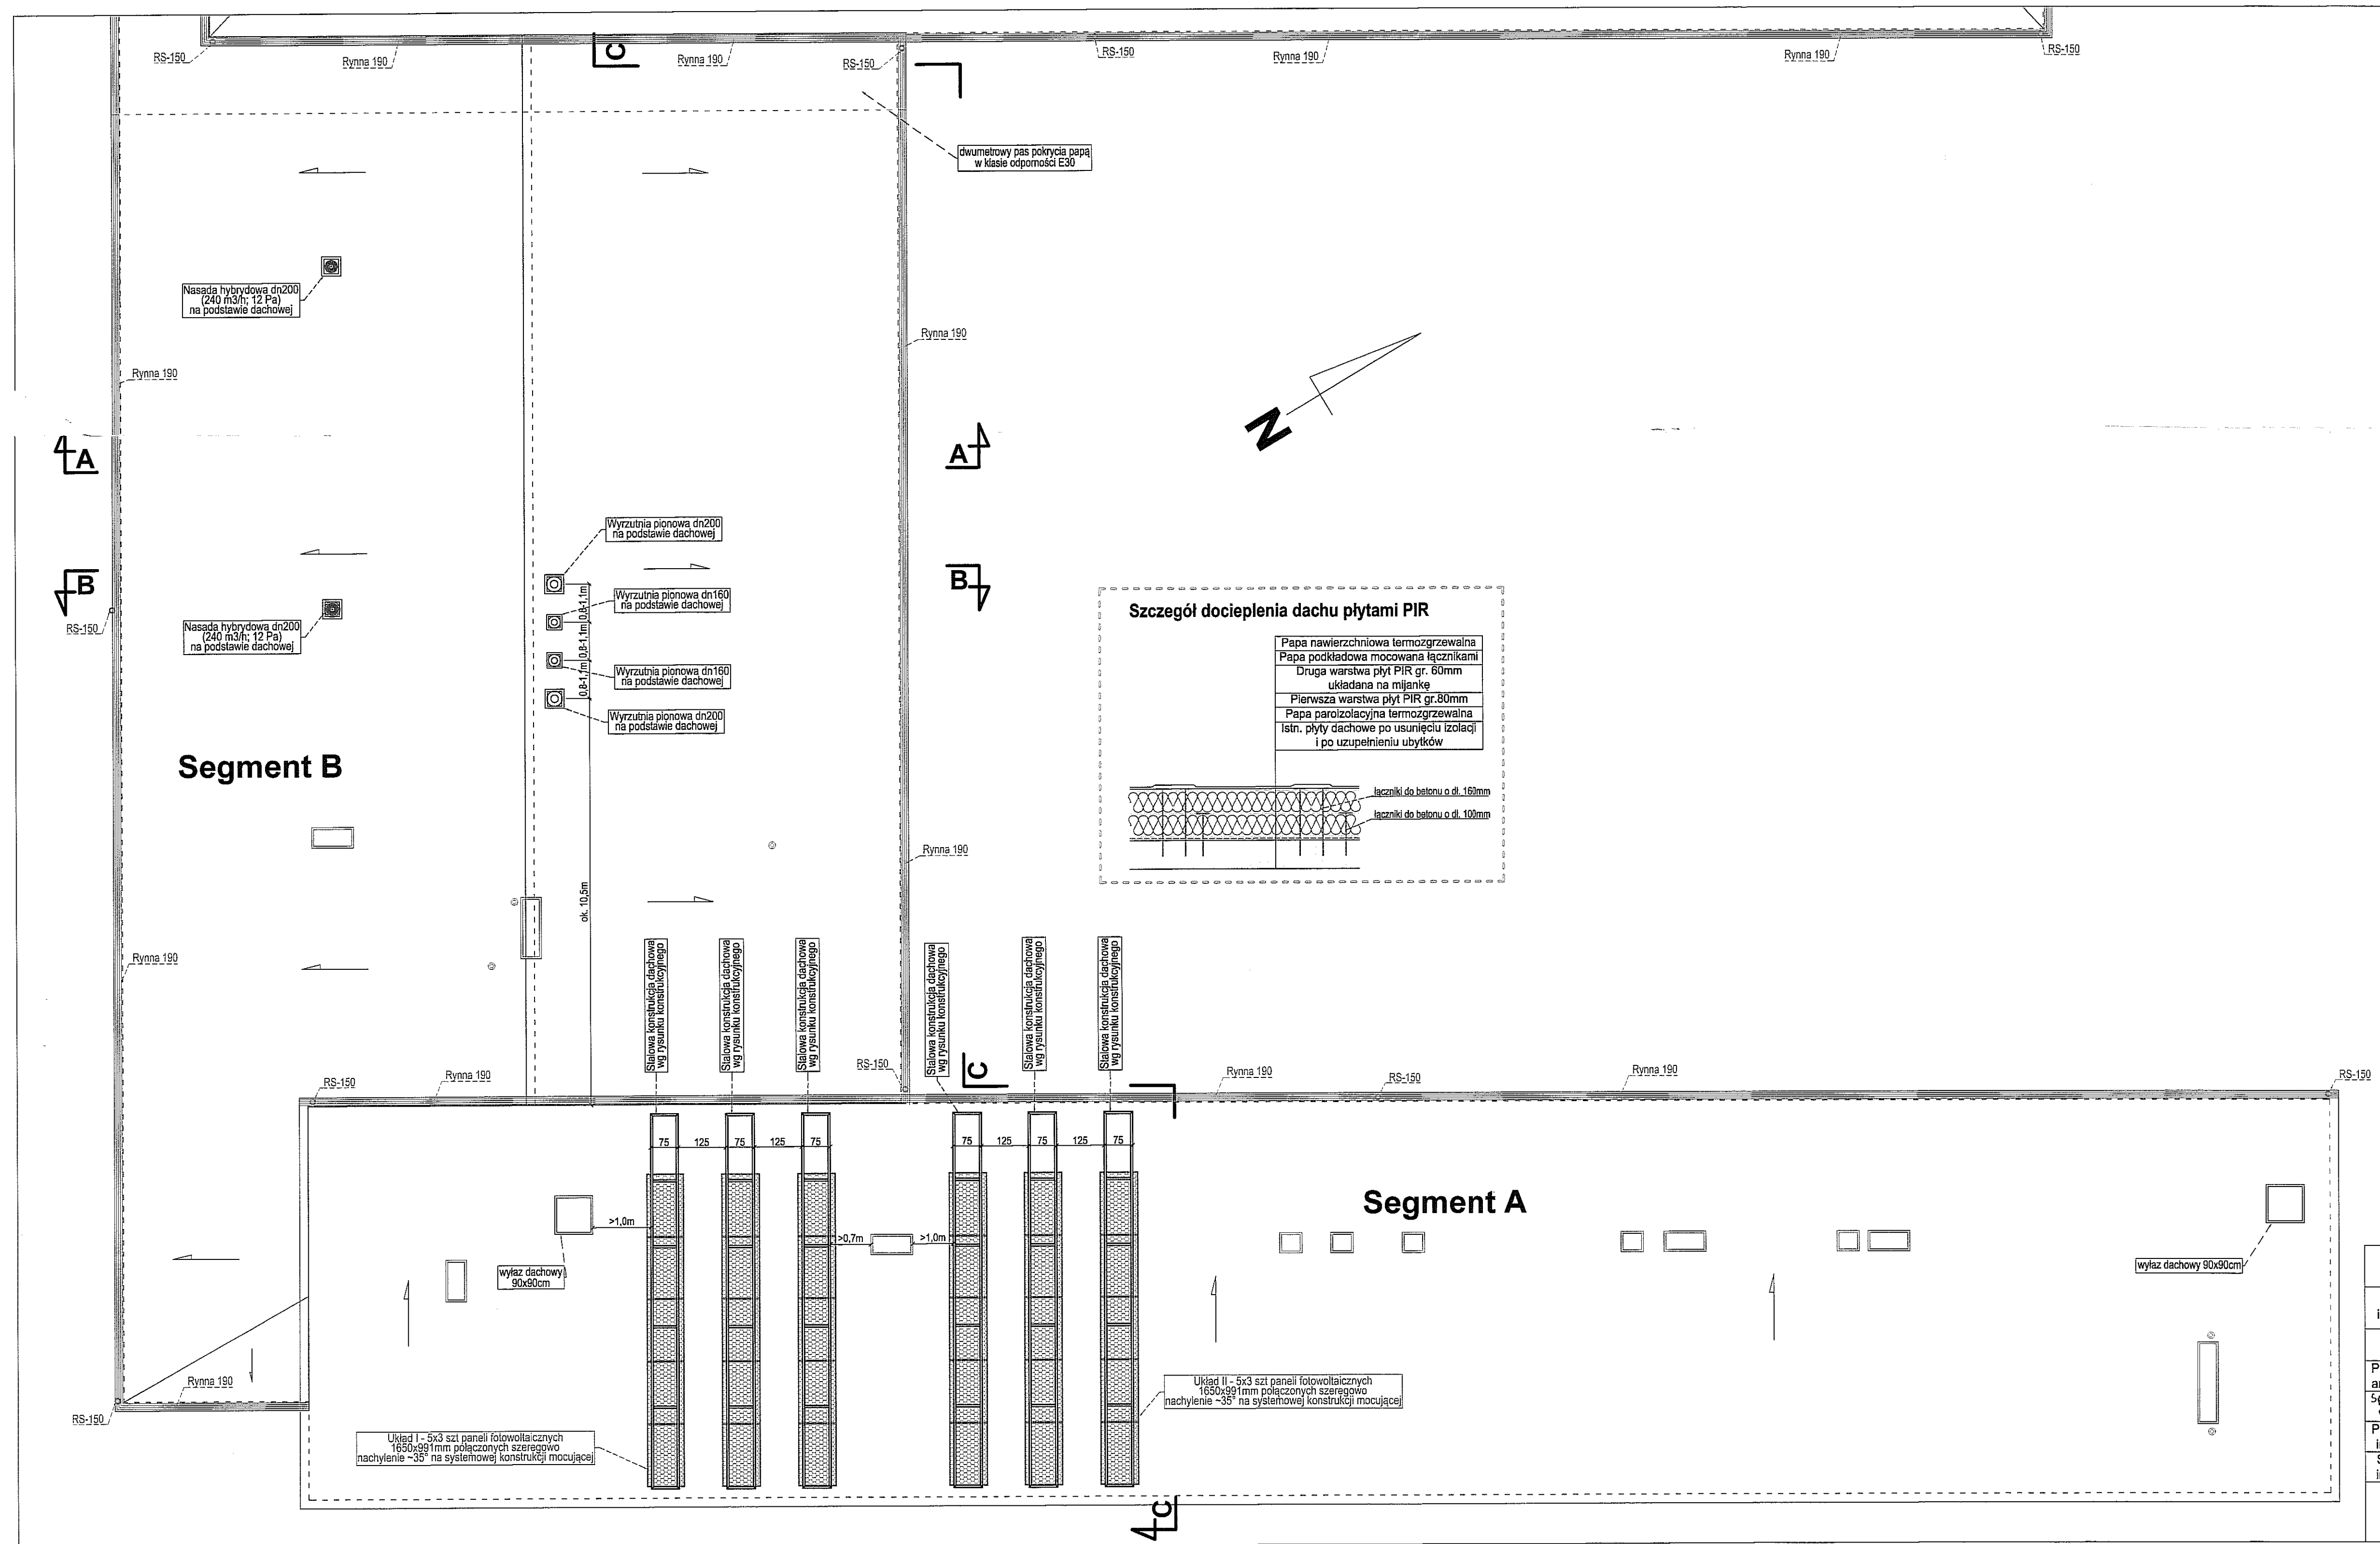 RS-150
Rynna 190
C
Rynna 190
RS-150
RS-150
Rynna 190
Rynna 190
RS-150
dwumetrowy pas pokrycia papą
w klasie odporności E30
Nasada hybrydowa dn200
(240 m3/h; 12 Pa)
na podstawie dachowej
Rynna 190
Rynna 190
N
A
A
B
B
RS-150
Nasada hybrydowa dn200
(240 m3/h; 12 Pa)
na podstawie dachowej
Wyrzutnia pionowa dn200
na podstawie dachowej
Wyrzutnia pionowa dn160
na podstawie dachowej
Wyrzutnia pionowa dn160
na podstawie dachowej
Wyrzutnia pionowa dn200
na podstawie dachowej
0,8-1,1m
0,8-1,1m
0,8-1,1m
ok. 10,5m
Szczegół docieplenia dachu płytami PIR
Papa nawierzchniowa termozgrzewalna
Papa podkładowa mocowana łącznikami
Druga warstwa płyt PIR gr. 60mm
układana na mijankę
Pierwsza warstwa płyt PIR gr.80mm
Papa paroizolacyjna termozgrzewalna
Istn. płyty dachowe po usunięciu izolacji
i po uzupełnieniu ubytków
łączniki do betonu o dł. 160mm
łączniki do betonu o dł. 100mm
Segment B
Rynna 190
Rynna 190
Stalowa konstrukcja dachowa
wg rysunku konstrukcyjnego
Stalowa konstrukcja dachowa
wg rysunku konstrukcyjnego
Stalowa konstrukcja dachowa
wg rysunku konstrukcyjnego
Stalowa konstrukcja dachowa
wg rysunku konstrukcyjnego
Stalowa konstrukcja dachowa
wg rysunku konstrukcyjnego
Stalowa konstrukcja dachowa
wg rysunku konstrukcyjnego
RS-150
Rynna 190
RS-150
C
Rynna 190
RS-150
Rynna 190
RS-150
75 125 75 125 75
75 125 75 125 75
Segment A
>1,0m
>0,7m
>1,0m
wyłaz dachowy
90x90cm
wyłaz dachowy 90x90cm
Rynna 190
RS-150
Układ I - 5x3 szt paneli fotowoltaicznych
1650x991mm połączonych szeregowo
nachylenie ~35° na systemowej konstrukcji mocującej
Układ II - 5x3 szt paneli fotowoltaicznych
1650x991mm połączonych szeregowo
nachylenie ~35° na systemowej konstrukcji mocującej
C